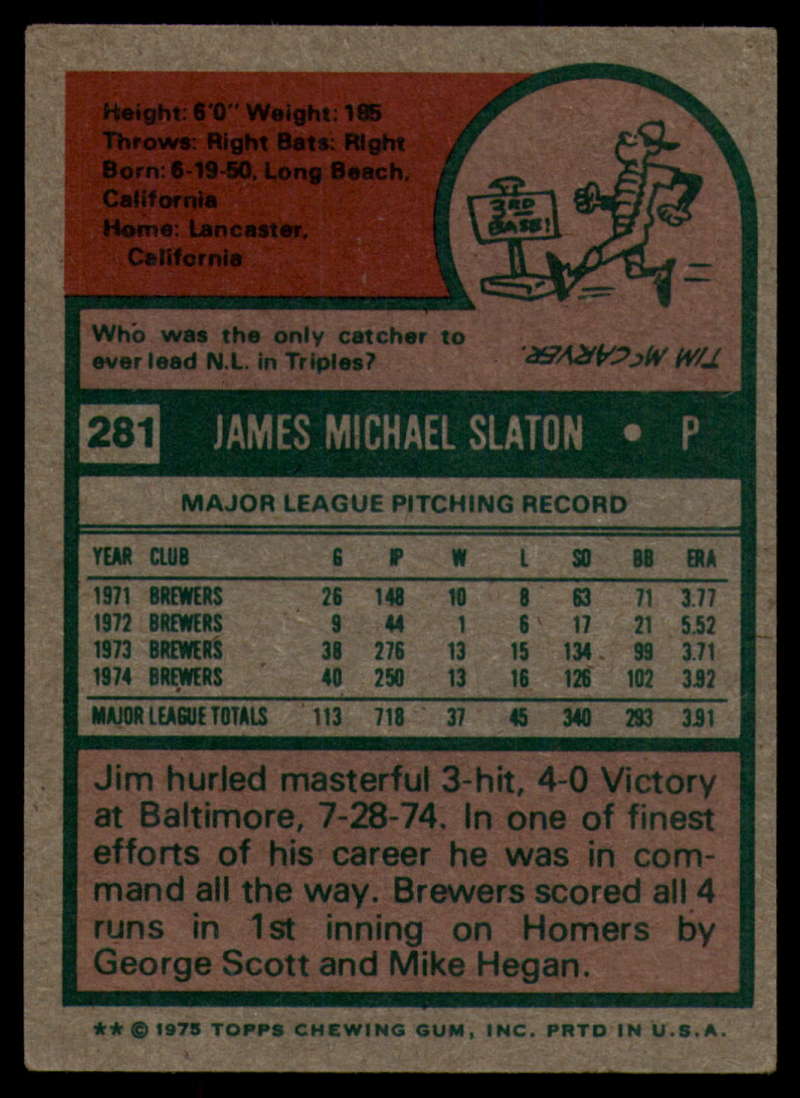 Height: 6'0" Weight: 185
Throws: Right Bats: Right
Born: 6-19-50, Long Beach,
California
Home: Lancaster,
California
3RD
BASE!
Who was the only catcher to
ever lead N.L. in Triples?
TIM McCARVER.
281 JAMES MICHAEL SLATON • P
MAJOR LEAGUE PITCHING RECORD
YEAR CLUB G IP W L SO BB ERA
1971 BREWERS 26 148 10 8 63 71 3.77
1972 BREWERS 9 44 1 6 17 21 5.52
1973 BREWERS 38 276 13 15 134 99 3.71
1974 BREWERS 40 250 13 16 126 102 3.92
MAJOR LEAGUE TOTALS 113 718 37 45 340 293 3.91
Jim hurled masterful 3-hit, 4-0 Victory
at Baltimore, 7-28-74. In one of finest
efforts of his career he was in com-
mand all the way. Brewers scored all 4
runs in 1st inning on Homers by
George Scott and Mike Hegan.
** © 1975 TOPPS CHEWING GUM, INC. PRTD IN U.S.A.